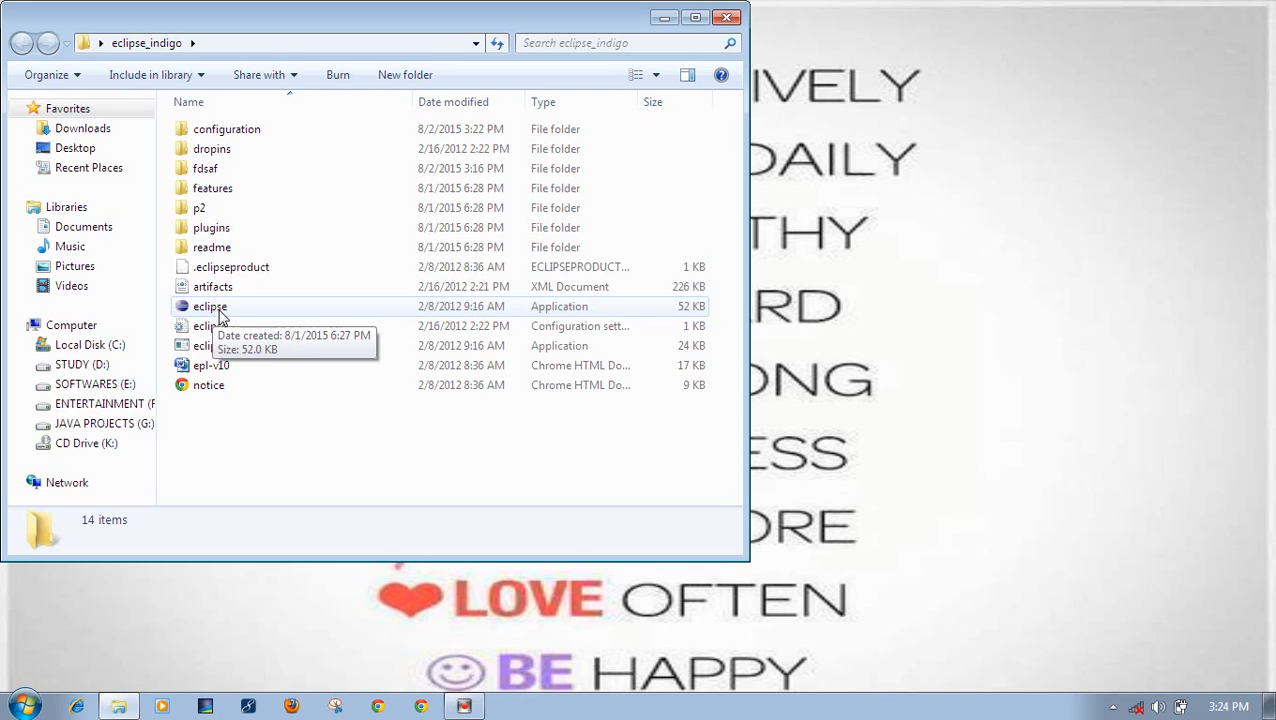 eclipse_indigo
Search eclipse_indigo
Organize Include in library Share with Burn New folder
Name Date modified Type Size
Favorites
Downloads
Desktop
Recent Places
Libraries
Documents
Music
Pictures
Videos
Computer
Local Disk (C:)
STUDY (D:)
SOFTWARES (E:)
ENTERTAINMENT (F
JAVA PROJECTS (G:)
CD Drive (K:)
Network
configuration 8/2/2015 3:22 PM File folder
dropins 2/16/2012 2:22 PM File folder
fdsaf 8/2/2015 3:16 PM File folder
features 8/1/2015 6:28 PM File folder
p2 8/1/2015 6:28 PM File folder
plugins 8/1/2015 6:28 PM File folder
readme 8/1/2015 6:28 PM File folder
.eclipseproduct 2/8/2012 8:36 AM ECLIPSEPRODUCT... 1 KB
artifacts 2/16/2012 2:21 PM XML Document 226 KB
eclipse 2/8/2012 9:16 AM Application 52 KB
2/16/2012 2:22 PM Configuration sett... 1 KB
2/8/2012 9:16 AM Application 24 KB
epl-v10 2/8/2012 8:36 AM Chrome HTML Do... 17 KB
notice 2/8/2012 8:36 AM Chrome HTML Do... 9 KB
Date created: 8/1/2015 6:27 PM
Size: 52.0 KB
14 items
IVELY
DAILY
THY
ARD
ONG
ESS
ORE
LOVE OFTEN
BE HAPPY
3:24 PM